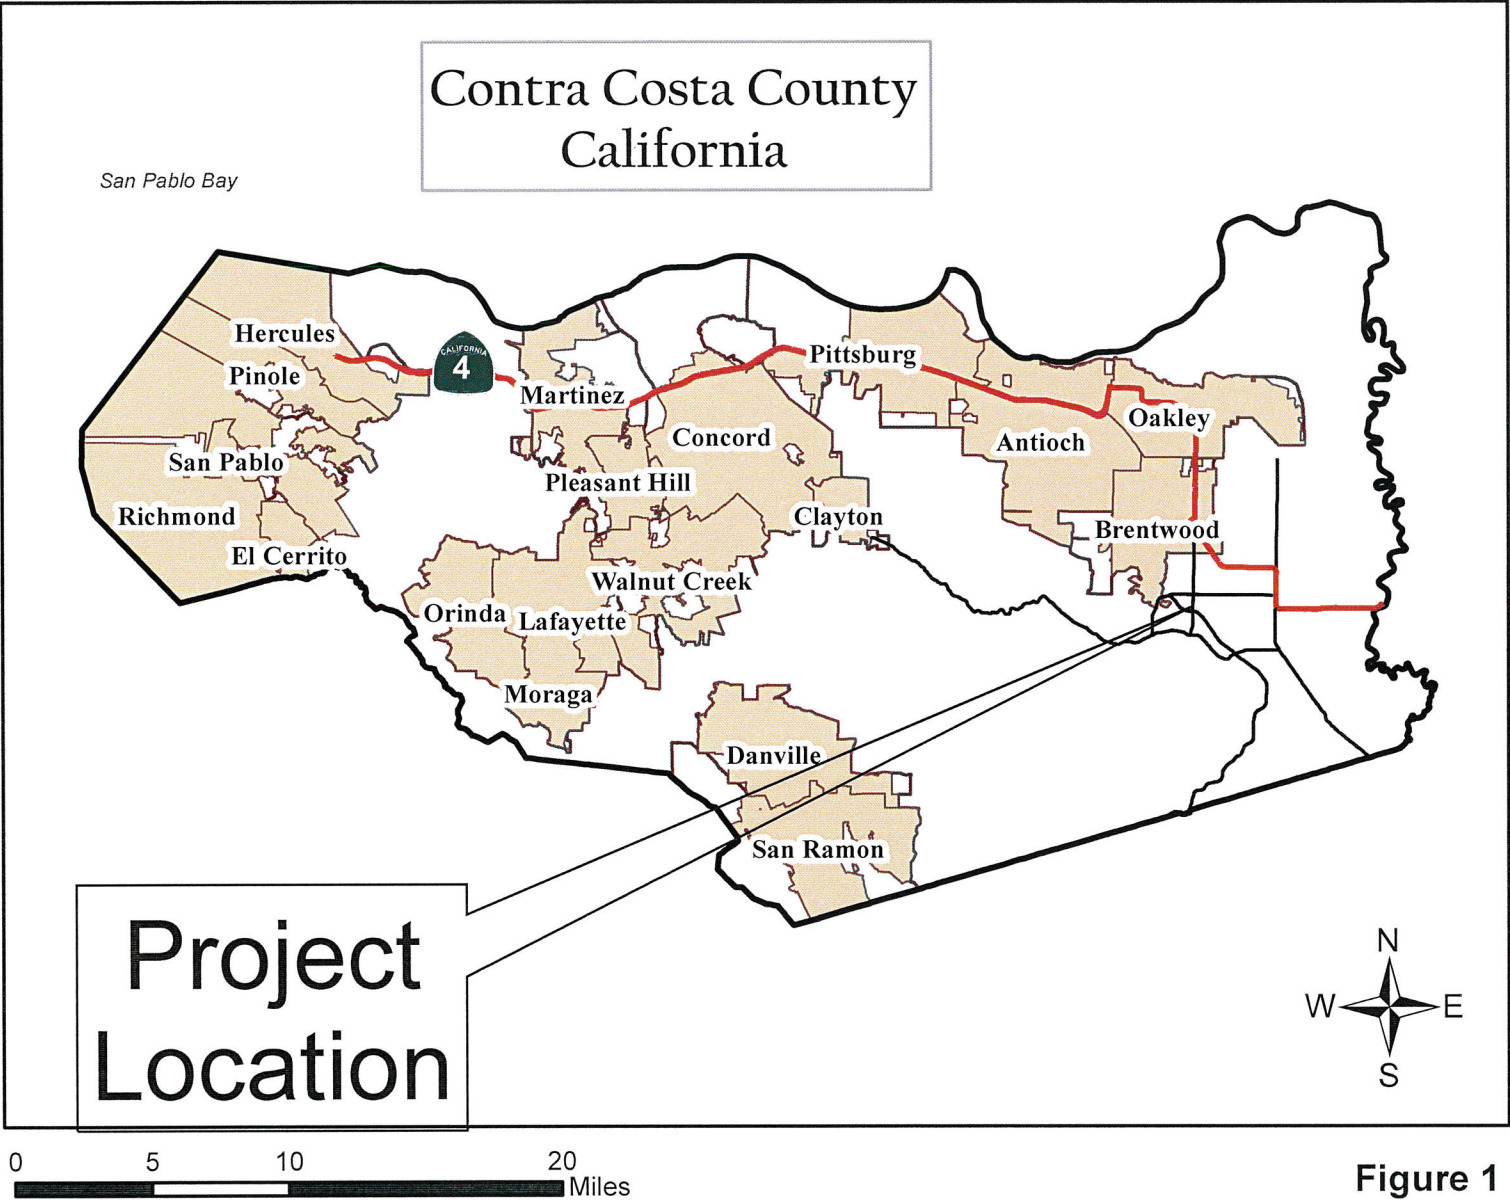 Contra Costa County
California
San Pablo Bay
Hercules
CALIFORNIA
4
Pinole
Martinez
Pittsburg
San Pablo
Concord
Antioch
Oakley
Richmond
Pleasant Hill
Clayton
Brentwood
El Cerrito
Walnut Creek
Orinda
Lafayette
Moraga
Danville
San Ramon
Project
Location
N
W E
S
0 5 10 20
Miles
Figure 1